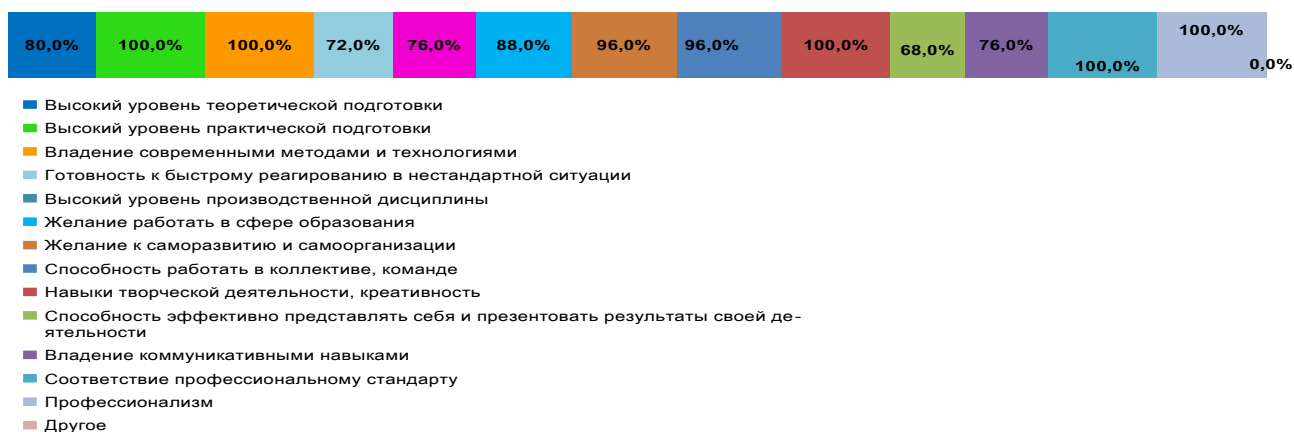 80,0% 100,0% 100,0% 72,0% 76,0% 88,0% 96,0% 96,0% 100,0% 68,0% 76,0% 100,0% 100,0% 0,0%
Высокий уровень теоретической подготовки
Высокий уровень практической подготовки
Владение современными методами и технологиями
Готовность к быстрому реагированию в нестандартной ситуации
Высокий уровень производственной дисциплины
Желание работать в сфере образования
Желание к саморазвитию и самоорганизации
Способность работать в коллективе, команде
Навыки творческой деятельности, креативность
Способность эффективно представлять себя и презентовать результаты своей де-
ятельности
Владение коммуникативными навыками
Соответствие профессиональному стандарту
Профессионализм
Другое